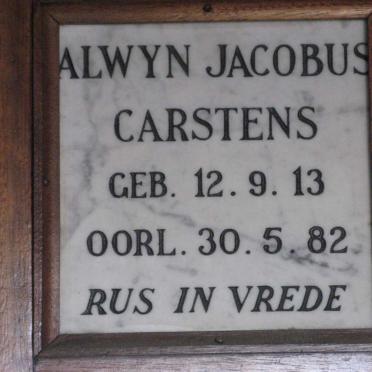 ALWYN JACOBUS
CARSTENS
GEB. 12.9.13
OORL. 30.5.82
RUS IN VREDE